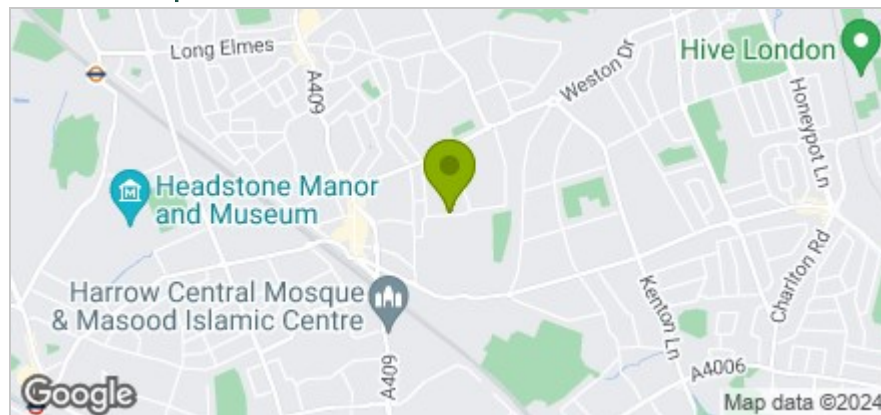 Long Elmes
A409
Weston Dr
Hive London
Honeypot Ln
Headstone Manor
and Museum
M
Charlton Rd
Harrow Central Mosque
& Masood Islamic Centre
Kenton Ln
A409
A4006
Google
Map data ©2024